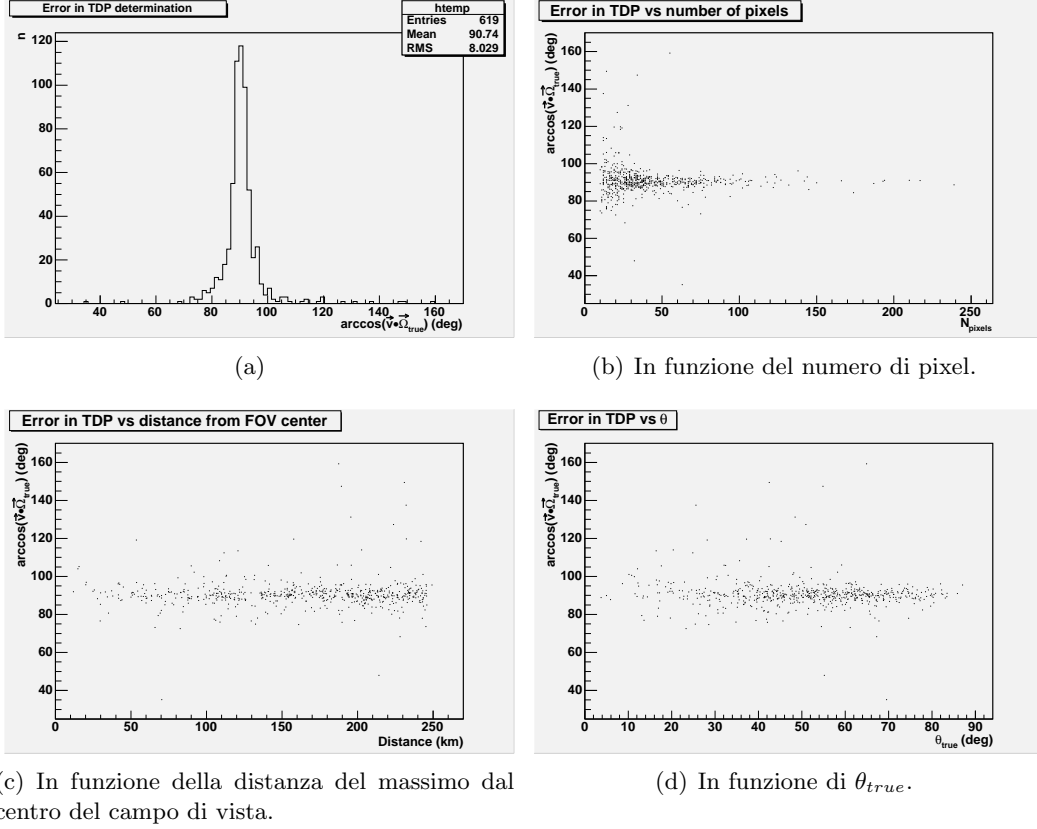 Error in TDP determination
htemp
Entries 619
Mean 90.74
RMS 8.029
n
120
100
80
60
40
20
0
40 60 80 100 120 140 160
arccos(v•Ω_true) (deg)
(a)
Error in TDP vs number of pixels
arccos(v•Ω_true) (deg)
160
140
120
100
80
60
40
0 50 100 150 200 250
N_pixels
(b) In funzione del numero di pixel.
Error in TDP vs distance from FOV center
arccos(v•Ω_true) (deg)
160
140
120
100
80
60
40
0 50 100 150 200 250
Distance (km)
(c) In funzione della distanza del massimo dal
centro del campo di vista.
Error in TDP vs θ
arccos(v•Ω_true) (deg)
160
140
120
100
80
60
40
0 10 20 30 40 50 60 70 80 90
θ_true (deg)
(d) In funzione di θ_true.